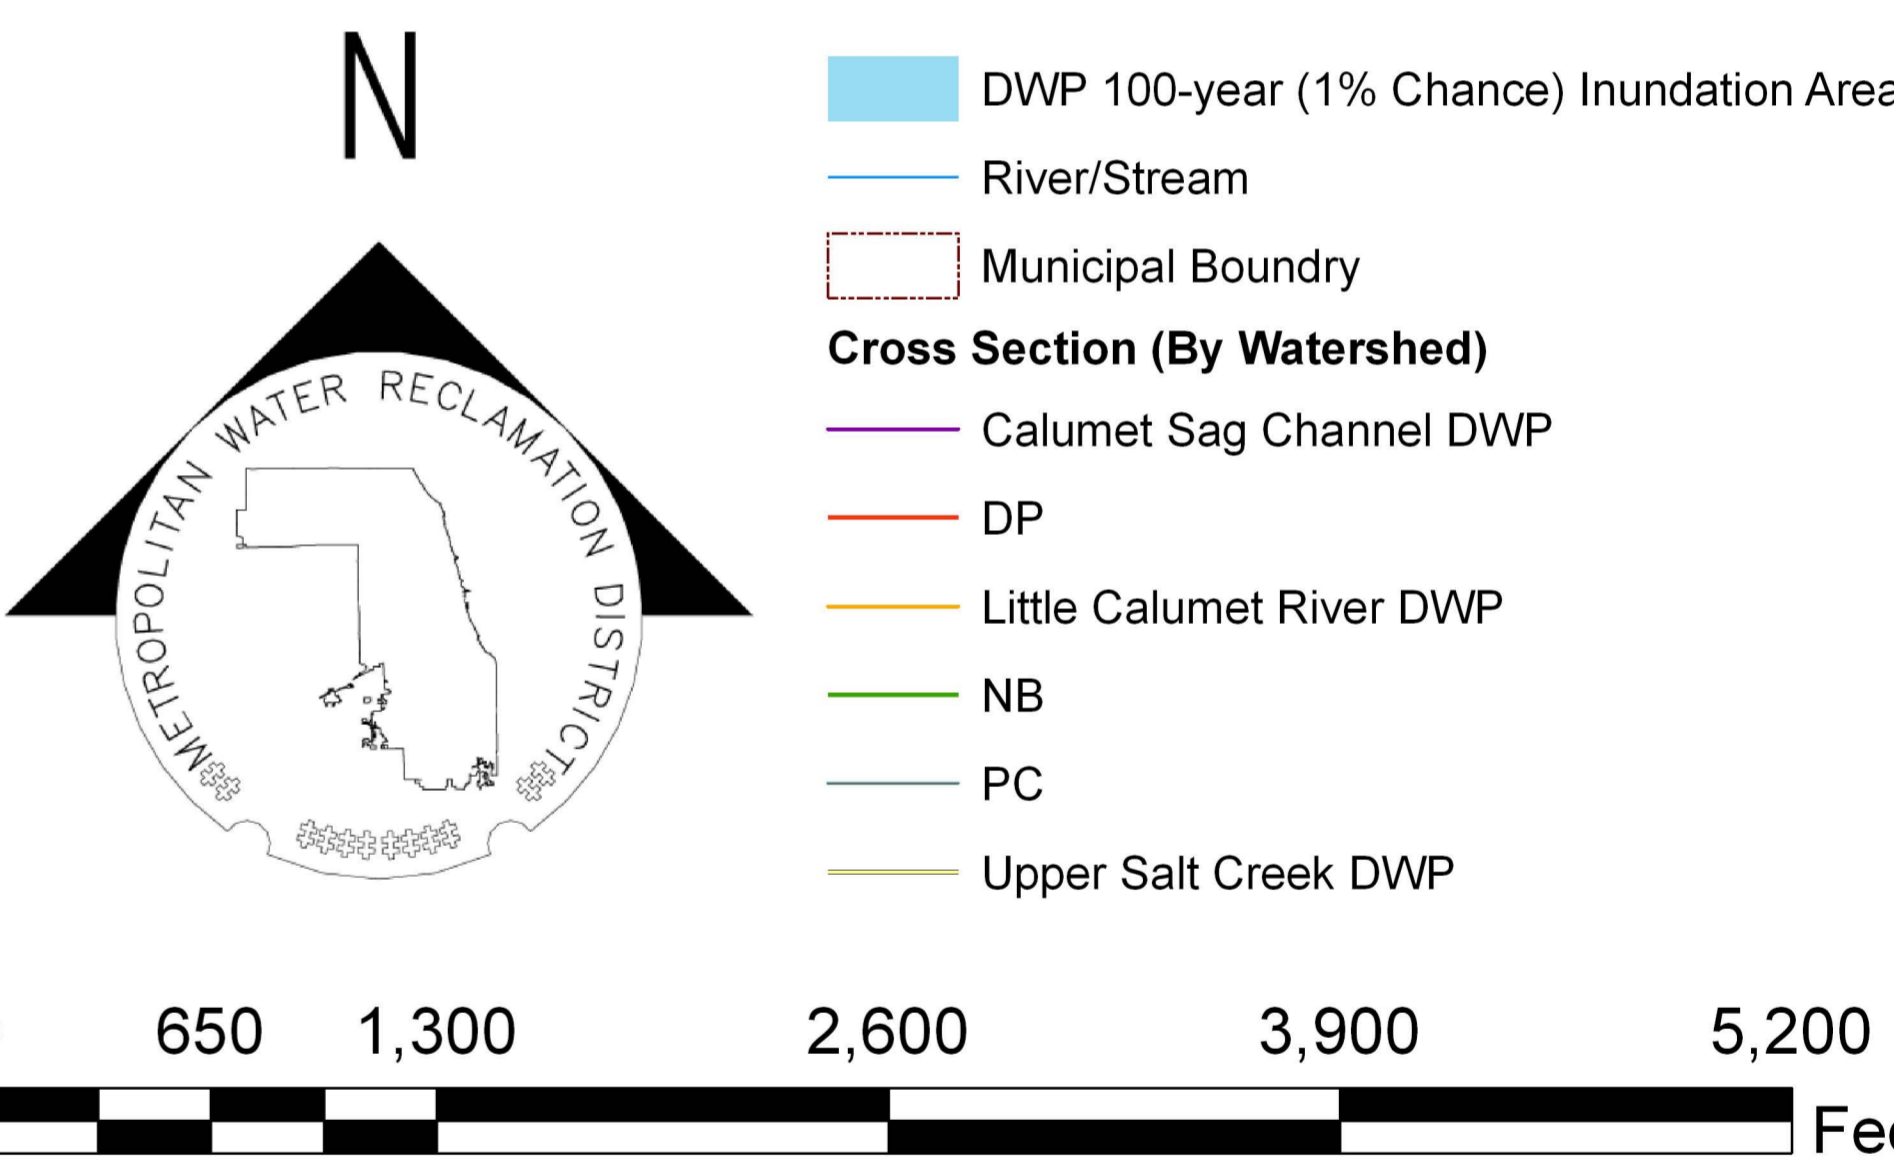 N
METROPOLITAN WATER RECLAMATION DISTRICT
DWP 100-year (1% Chance) Inundation Area
River/Stream
Municipal Boundry
Cross Section (By Watershed)
Calumet Sag Channel DWP
DP
Little Calumet River DWP
NB
PC
Upper Salt Creek DWP
650 1,300 2,600 3,900 5,200